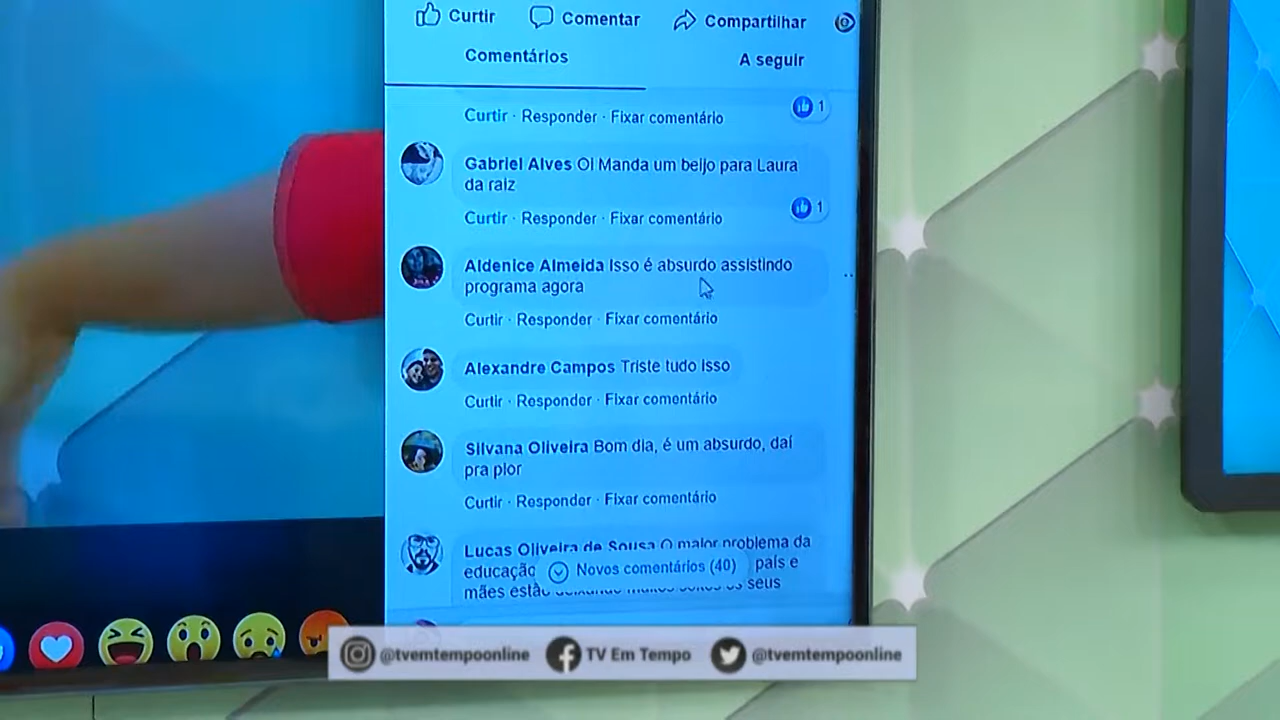 Curtir Comentar Compartilhar
Comentários A seguir
Curtir · Responder · Fixar comentário 1
Gabriel Alves OI Manda um beijo para Laura
da raiz
Curtir · Responder · Fixar comentário 1
Aldenice Almeida Isso é absurdo assistindo
programa agora
Curtir · Responder · Fixar comentário
Alexandre Campos Triste tudo isso
Curtir · Responder · Fixar comentário
Silvana Oliveira Bom dia, é um absurdo, daí
pra pior
Curtir · Responder · Fixar comentário
Lucas Oliveira de Sousa O maior problema da
educação país e
Novos comentários (40)
mães estão deixando muitos seus
@tvemtempoonline TV Em Tempo @tvemtempoonline